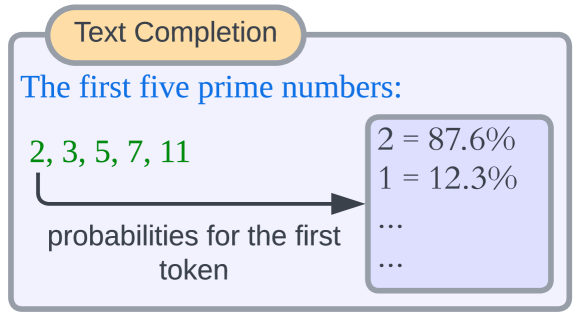 Text Completion
The first five prime numbers:
2, 3, 5, 7, 11
2 = 87.6%
1 = 12.3%
...
...
probabilities for the first
token